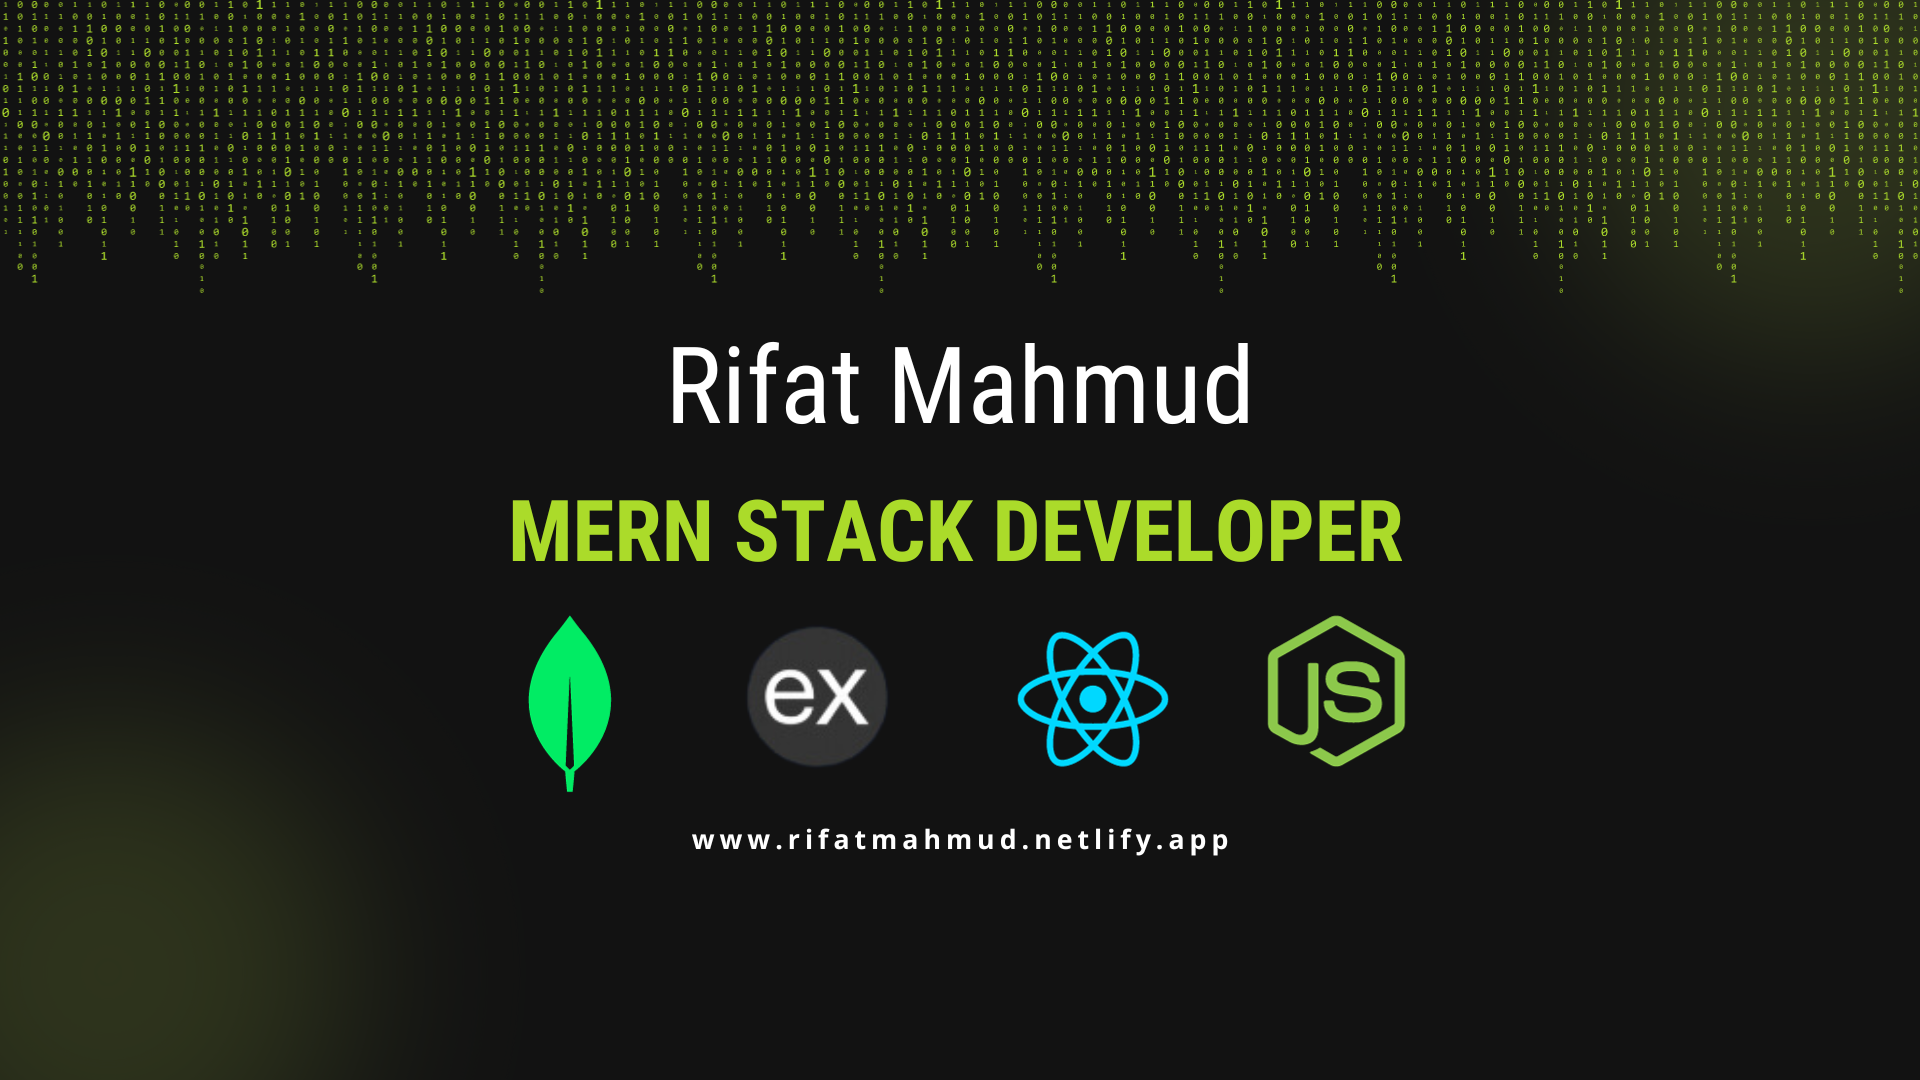 Rifat Mahmud
MERN STACK DEVELOPER
ex
JS
www.rifatmahmud.netlify.app